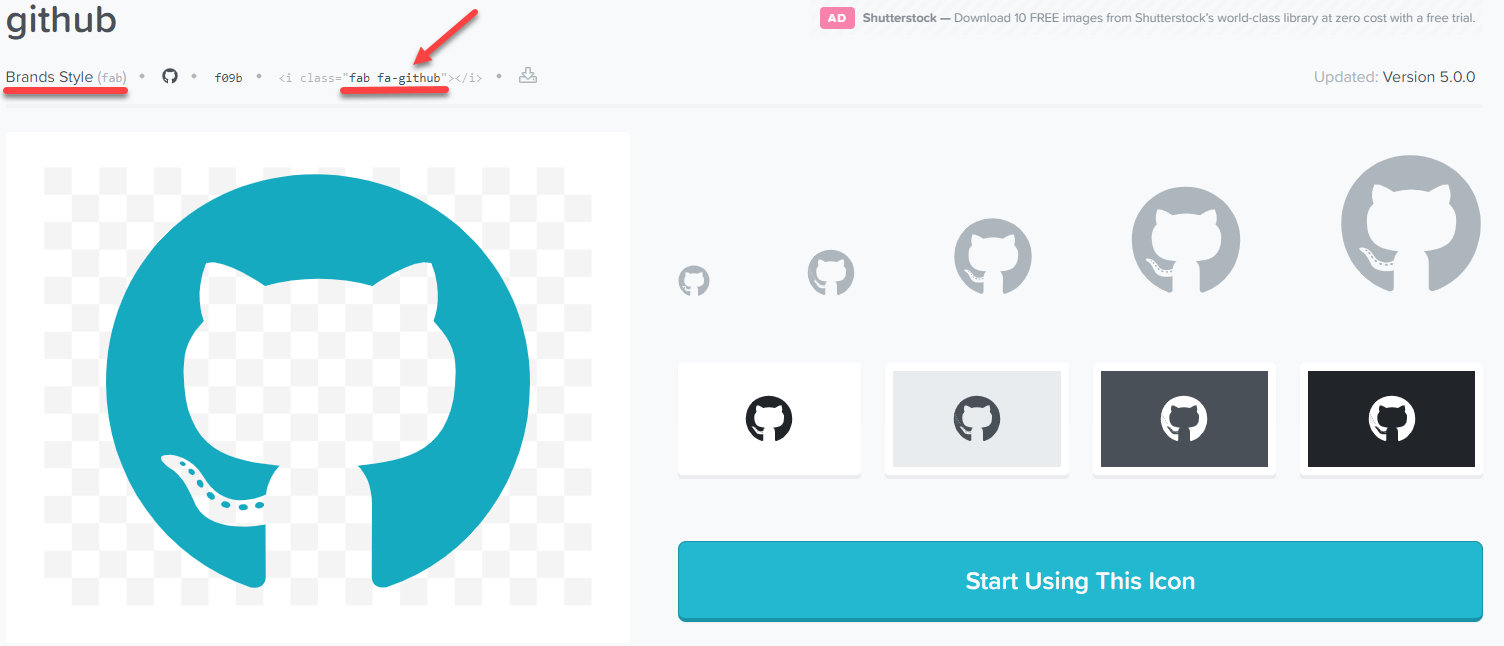 github
AD Shutterstock — Download 10 FREE images from Shutterstock's world-class library at zero cost with a free trial.
Brands Style (fab) • • f09b • <i class="fab fa-github"></i> • Updated: Version 5.0.0
Start Using This Icon